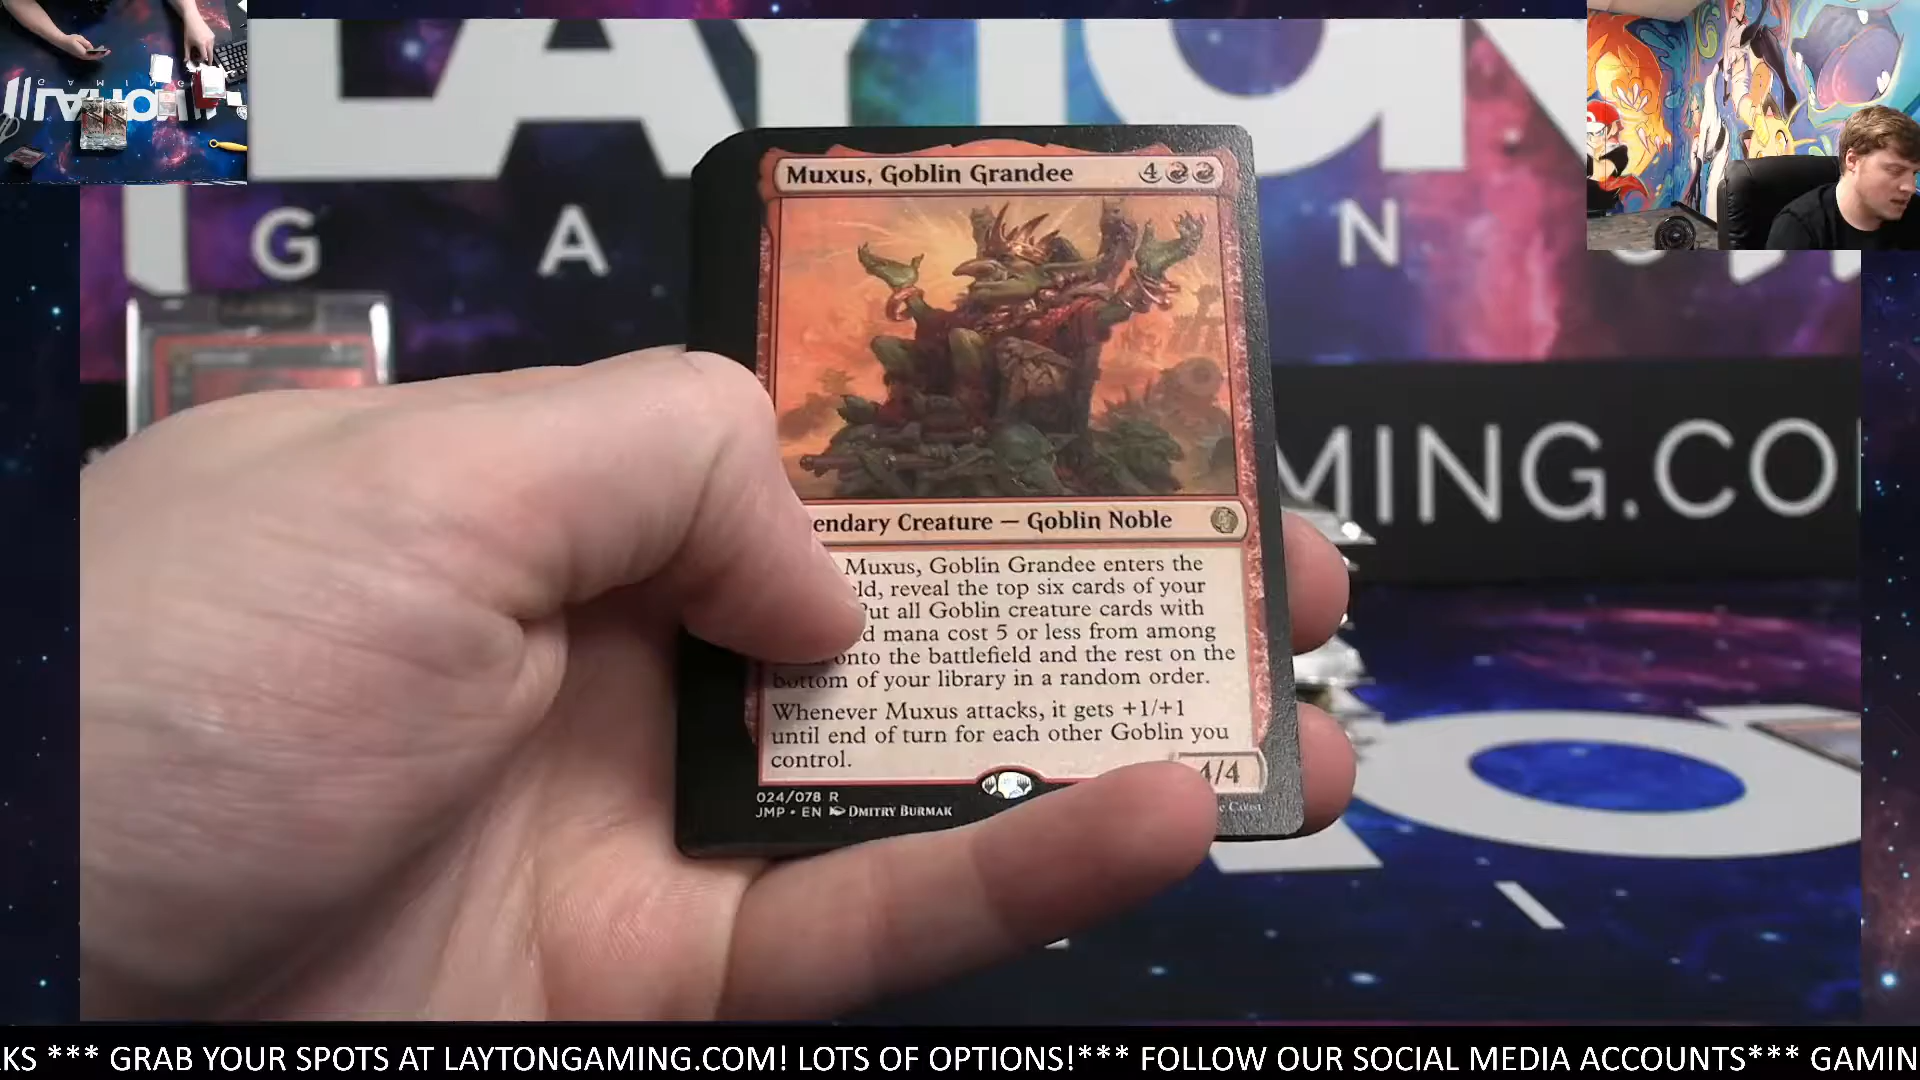 LAYTON
G A N
Muxus, Goblin Grandee 4
endary Creature — Goblin Noble
Muxus, Goblin Grandee enters the
ld, reveal the top six cards of your
Put all Goblin creature cards with
d mana cost 5 or less from among
onto the battlefield and the rest on the
bottom of your library in a random order.
Whenever Muxus attacks, it gets +1/+1
until end of turn for each other Goblin you
control.
4/4
024/078 R
JMP • EN DMITRY BURMAK
e Coast
MING.CO
KS *** GRAB YOUR SPOTS AT LAYTONGAMING.COM! LOTS OF OPTIONS!*** FOLLOW OUR SOCIAL MEDIA ACCOUNTS*** GAMIN